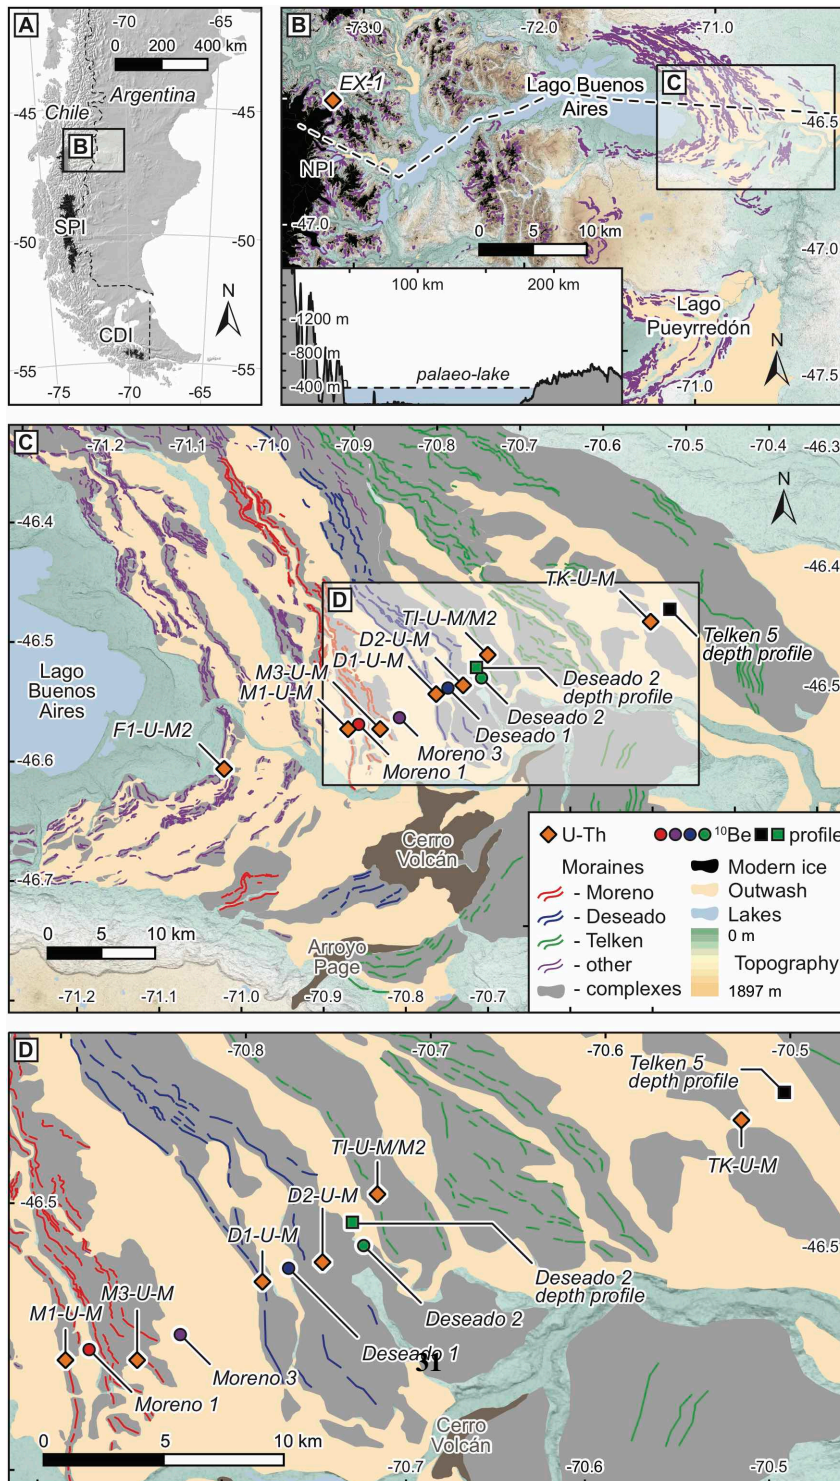 A
-70
-65
0 200 400 km
Argentina
-45
Chile
-45
B
SPI
-50
-50
N
CDI
-55
-55
-75
-70
-65
B
-73.0
-72.0
-71.0
EX-1
Lago Buenos
Aires
C
-46.5
NPI
-47.0
0 5 10 km
-47.0
100 km
200 km
-1200 m
-800 m
-400 m
palaeo-lake
Lago
Pueyrredón
N
-71.0
-47.5
C
-71.2
-71.1
-71.0
-70.9
-70.8
-70.7
-70.6
-70.5
-70.4
-46.3
N
-46.4
-46.4
TK-U-M
D
TI-U-M/M2
D2-U-M
D1-U-M
Telken 5
depth profile
-46.5
-46.5
Lago
Buenos
Aires
M3-U-M
M1-U-M
Deseado 2
depth profile
Deseado 2
Deseado 1
F1-U-M2
Moreno 3
Moreno 1
-46.6
Cerro
Volcán
-46.7
0 5 10 km
Arroyo
Page
-71.2
-71.1
-71.0
-70.9
-70.8
-70.7
U-Th
¹⁰Be
profile
Moraines
- Moreno
- Deseado
- Telken
- other
- complexes
Modern ice
Outwash
Lakes
0 m
Topography
1897 m
D
-70.8
-70.7
-70.6
-70.5
Telken 5
depth profile
TK-U-M
TI-U-M/M2
-46.5
D2-U-M
D1-U-M
-46.5
Deseado 2
depth profile
M3-U-M
M1-U-M
Deseado 2
Deseado 1
31
Moreno 3
Moreno 1
Cerro
Volcán
0 5 10 km
-70.7
-70.6
-70.5